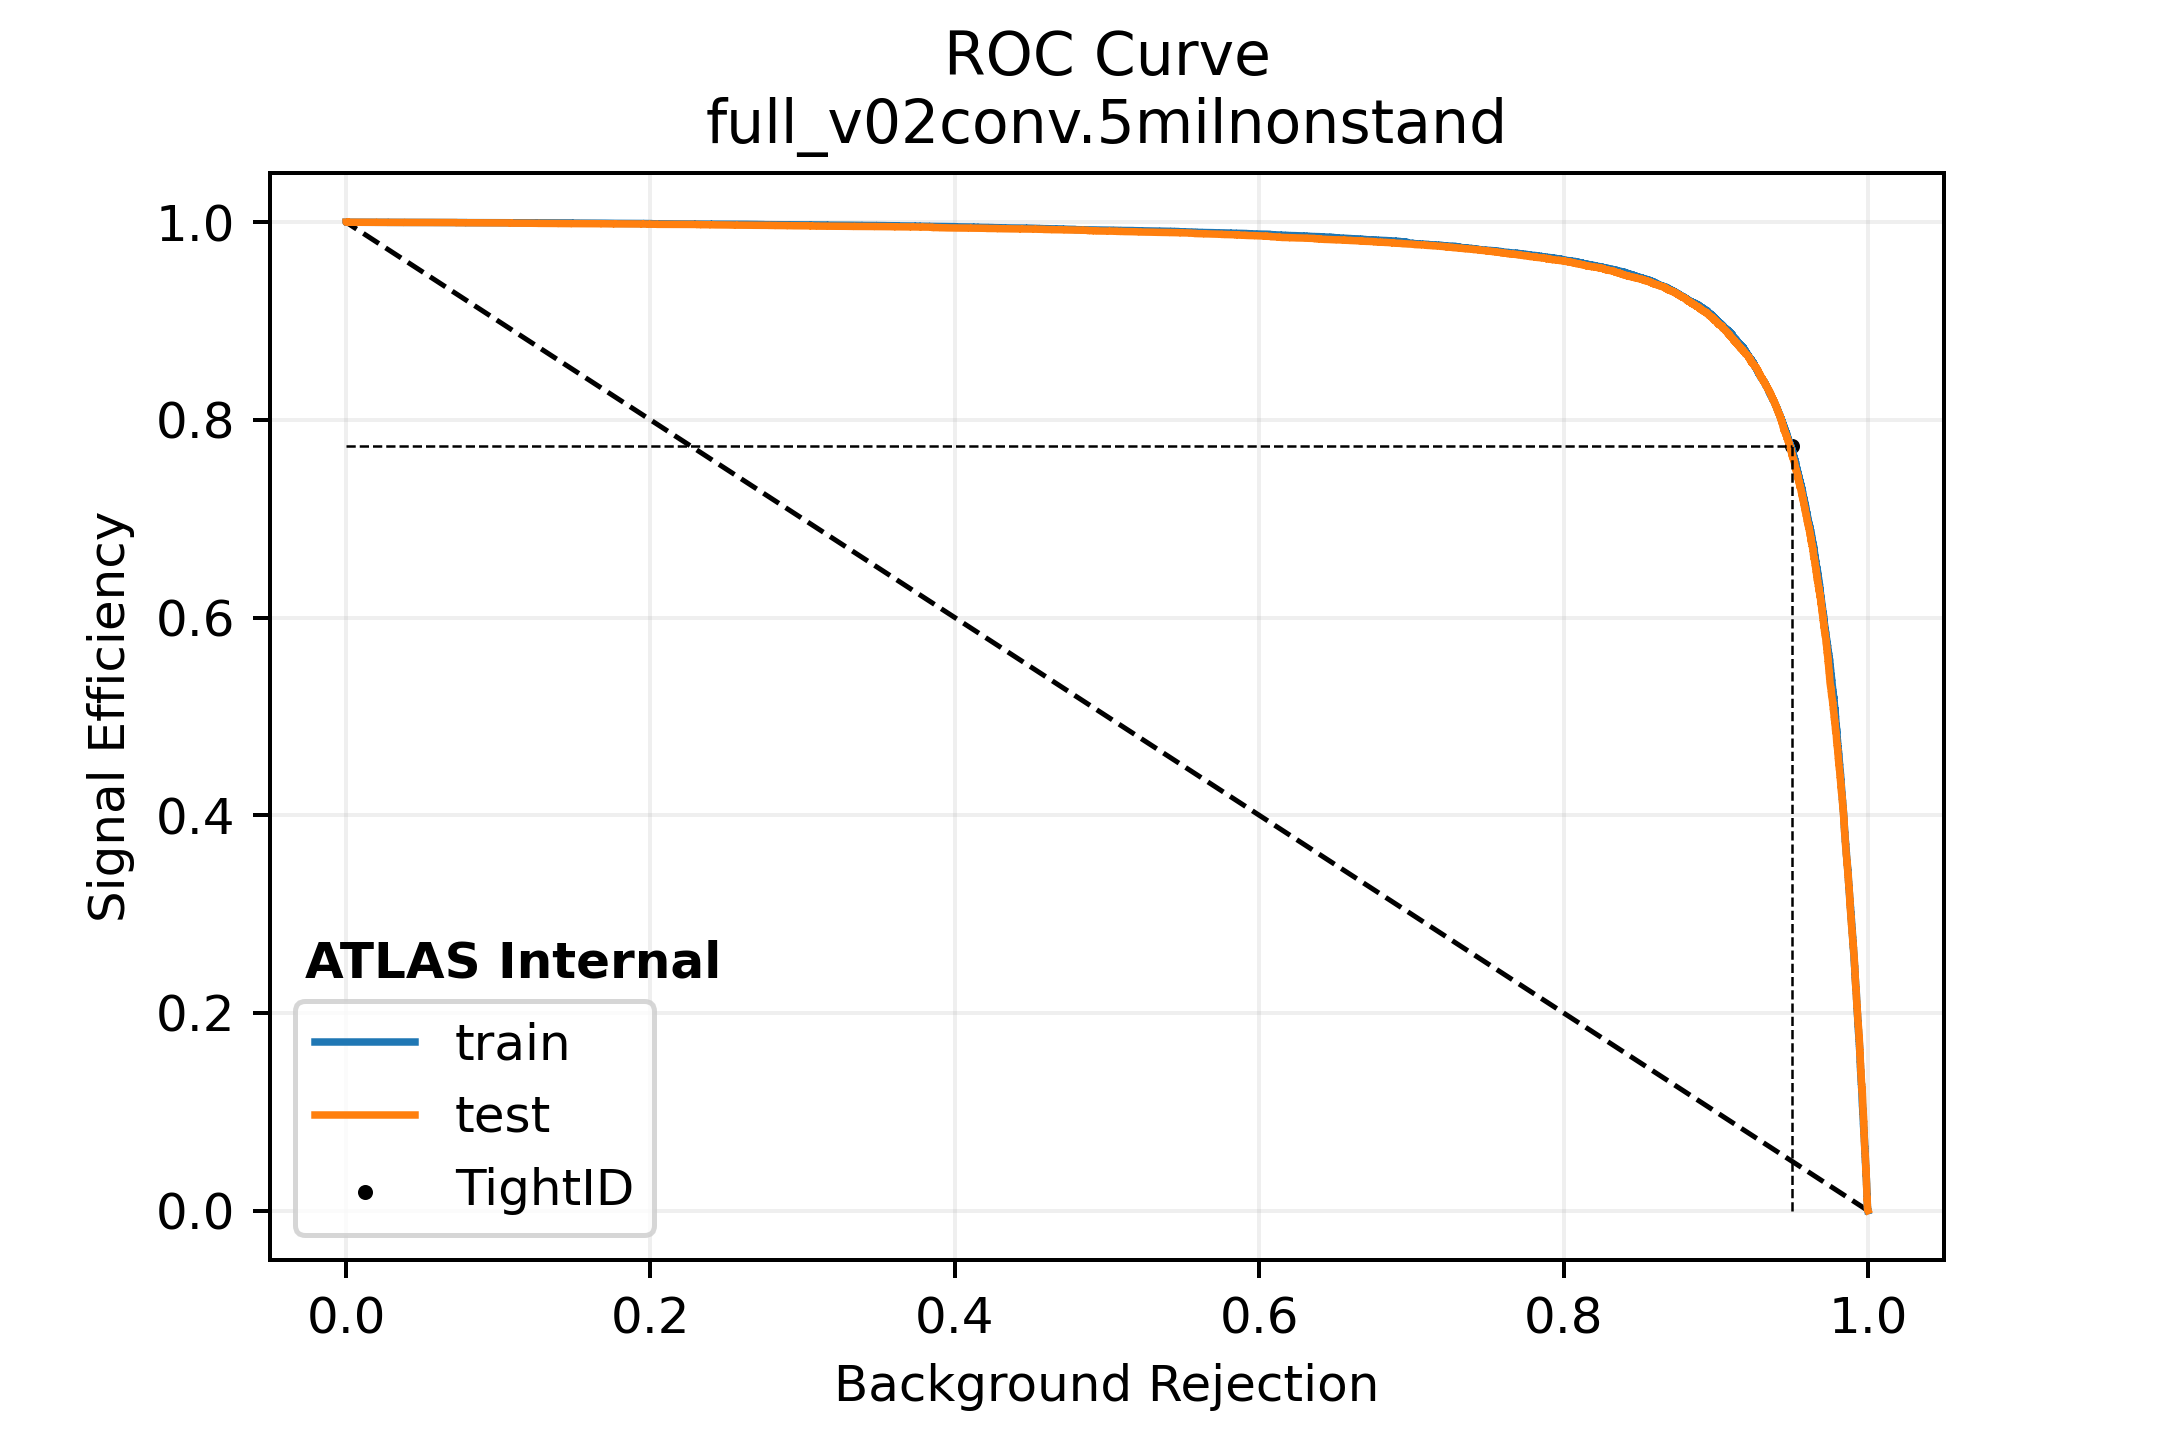 ROC Curve
full_v02conv.5milnonstand
1.0
0.8
0.6
0.4
0.2
0.0
Signal Efficiency
ATLAS Internal
train
test
TightID
0.0 0.2 0.4 0.6 0.8 1.0
Background Rejection